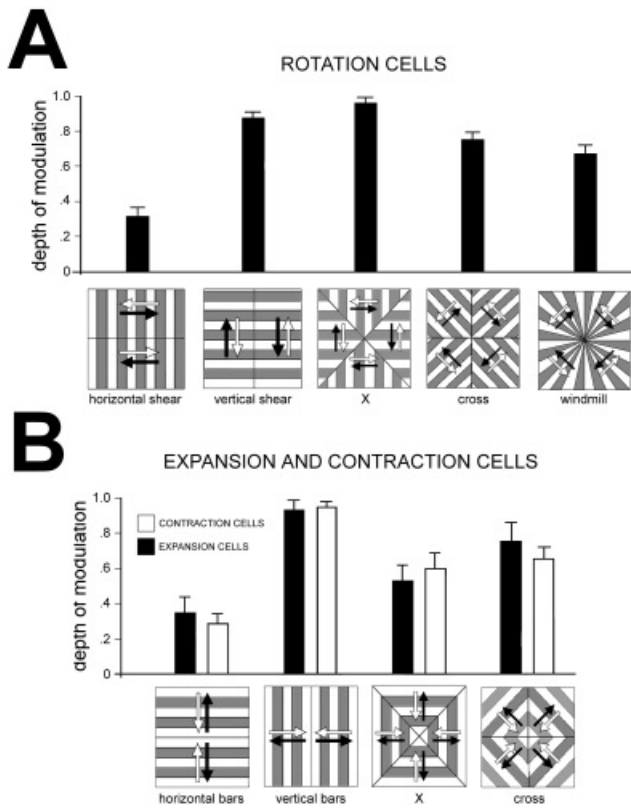 A
ROTATION CELLS
depth of modulation
1.0
.8
.6
.4
.2
0
horizontal shear
vertical shear
X
cross
windmill
B
EXPANSION AND CONTRACTION CELLS
depth of modulation
1.0
.8
.6
.4
.2
0
CONTRACTION CELLS
EXPANSION CELLS
horizontal bars
vertical bars
X
cross